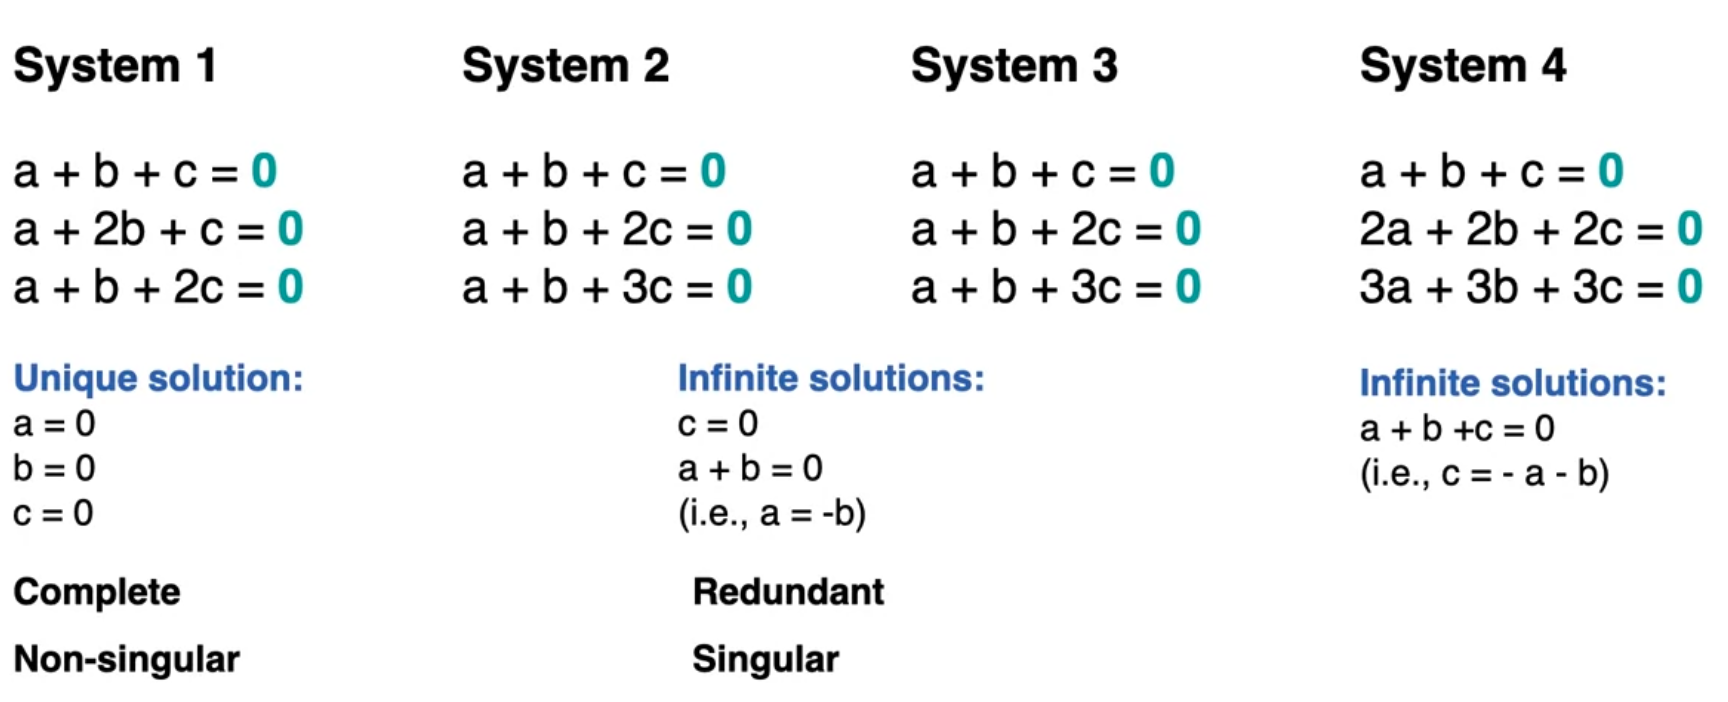 System 1
a + b + c = 0
a + 2b + c = 0
a + b + 2c = 0
Unique solution:
a = 0
b = 0
c = 0
Complete
Non-singular
System 2
a + b + c = 0
a + b + 2c = 0
a + b + 3c = 0
System 3
a + b + c = 0
a + b + 2c = 0
a + b + 3c = 0
Infinite solutions:
c = 0
a + b = 0
(i.e., a = -b)
Redundant
Singular
System 4
a + b + c = 0
2a + 2b + 2c = 0
3a + 3b + 3c = 0
Infinite solutions:
a + b +c = 0
(i.e., c = - a - b)